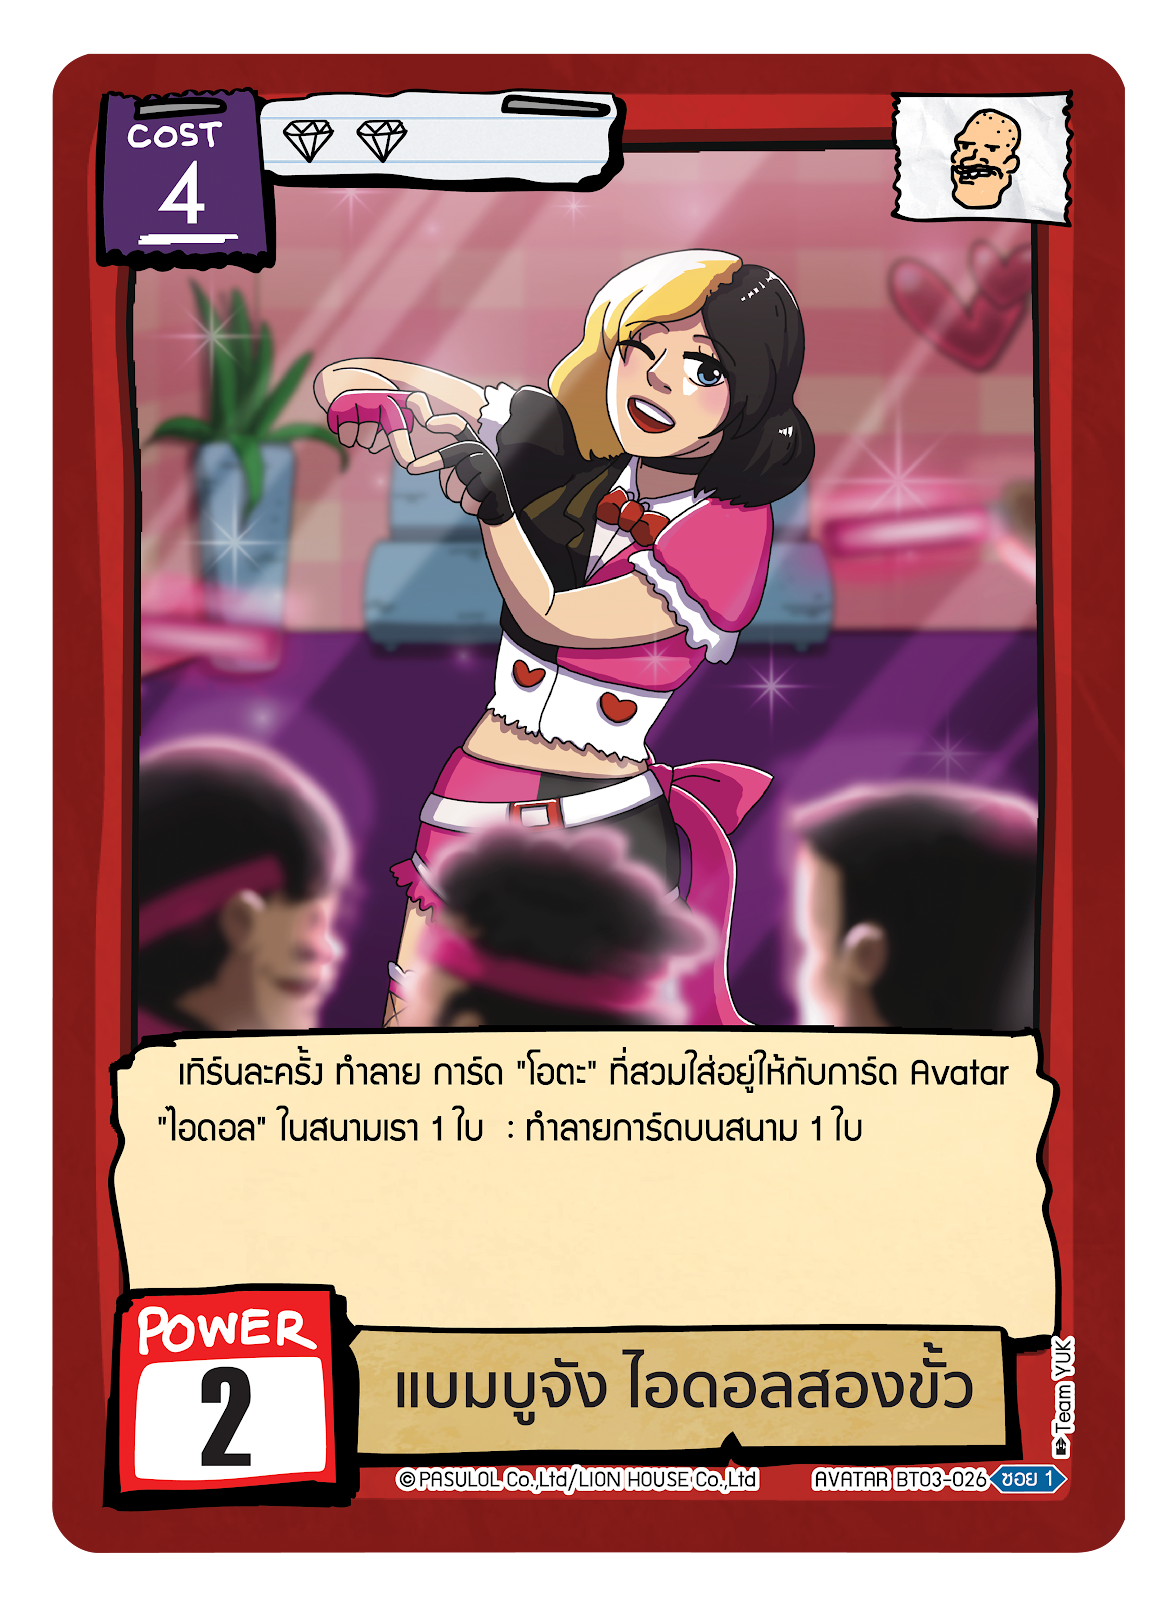 COST
4
เทิร์นละครั้ง ทำลาย การ์ด "โอตะ" ที่สวมใส่อยู่ให้กับการ์ด Avatar
"ไอดอล" ในสนามเรา 1 ใบ : ทำลายการ์ดบนสนาม 1 ใบ
POWER
2
แบมบูจัง ไอดอลสองขั้ว
Team YUK
© PASULOL Co.,Ltd/LION HOUSE Co.,Ltd
AVATAR BT03-026 ซอย 1